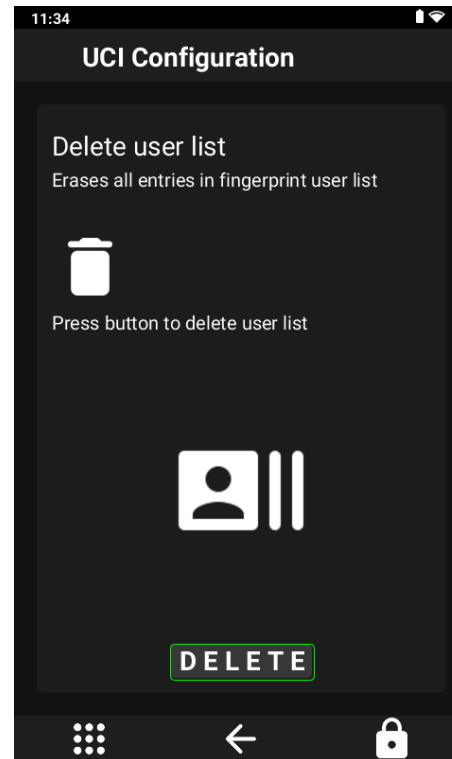 11:34
UCI Configuration
Delete user list
Erases all entries in fingerprint user list
Press button to delete user list
DELETE